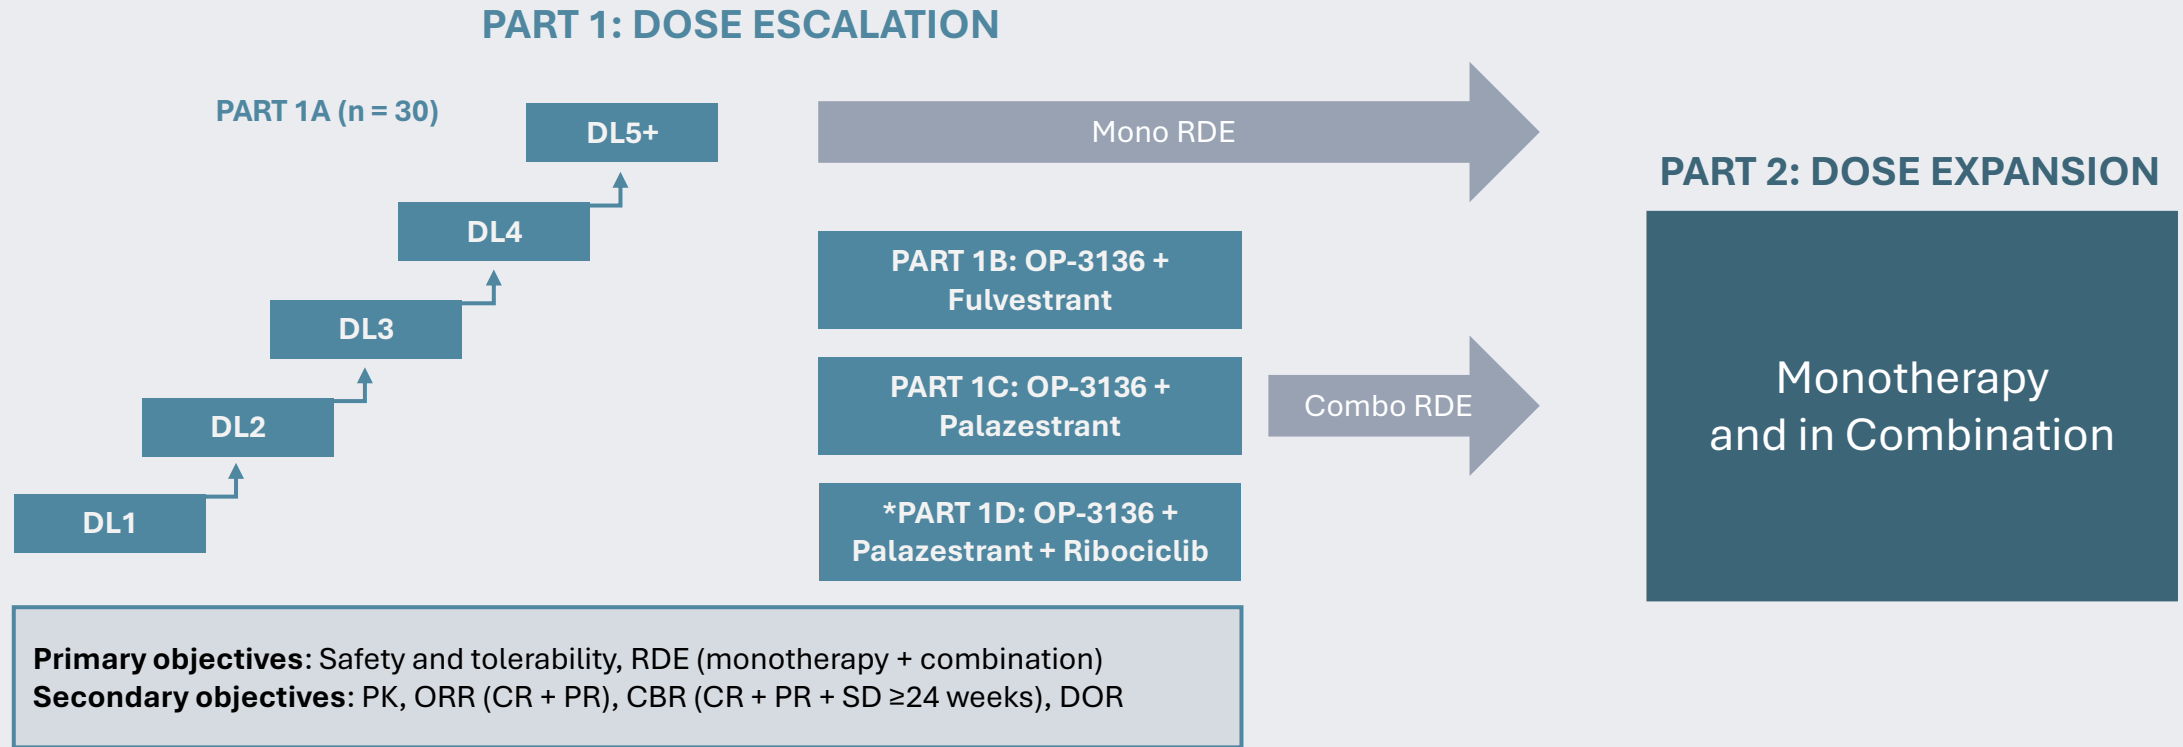 PART 1: DOSE ESCALATION
PART 1A (n = 30)
DL5+
DL4
DL3
DL2
DL1
Mono RDE
PART 1B: OP-3136 +
Fulvestrant
PART 1C: OP-3136 +
Palazestrant
*PART 1D: OP-3136 +
Palazestrant + Ribociclib
Combo RDE
PART 2: DOSE EXPANSION
Monotherapy
and in Combination
Primary objectives: Safety and tolerability, RDE (monotherapy + combination)
Secondary objectives: PK, ORR (CR + PR), CBR (CR + PR + SD ≥24 weeks), DOR